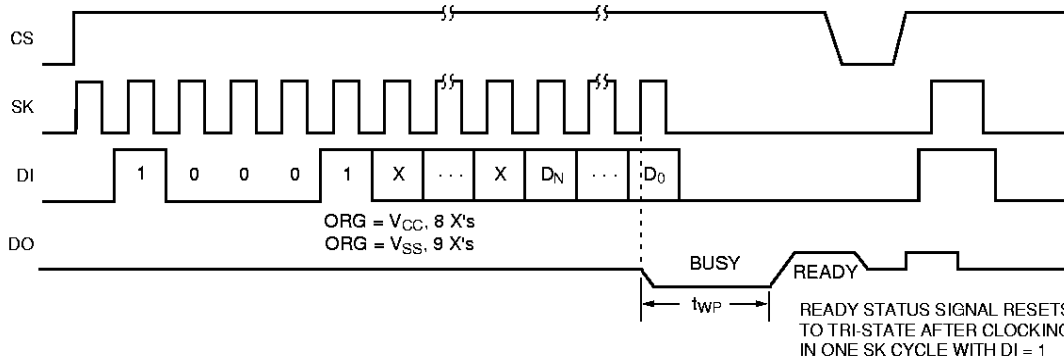 CS
SK
DI
1 0 0 0 1 X · · · X DN · · · D0
ORG = VCC, 8 X's
ORG = VSS, 9 X's
DO
BUSY
READY
tWP
READY STATUS SIGNAL RESETS
TO TRI-STATE AFTER CLOCKING
IN ONE SK CYCLE WITH DI = 1